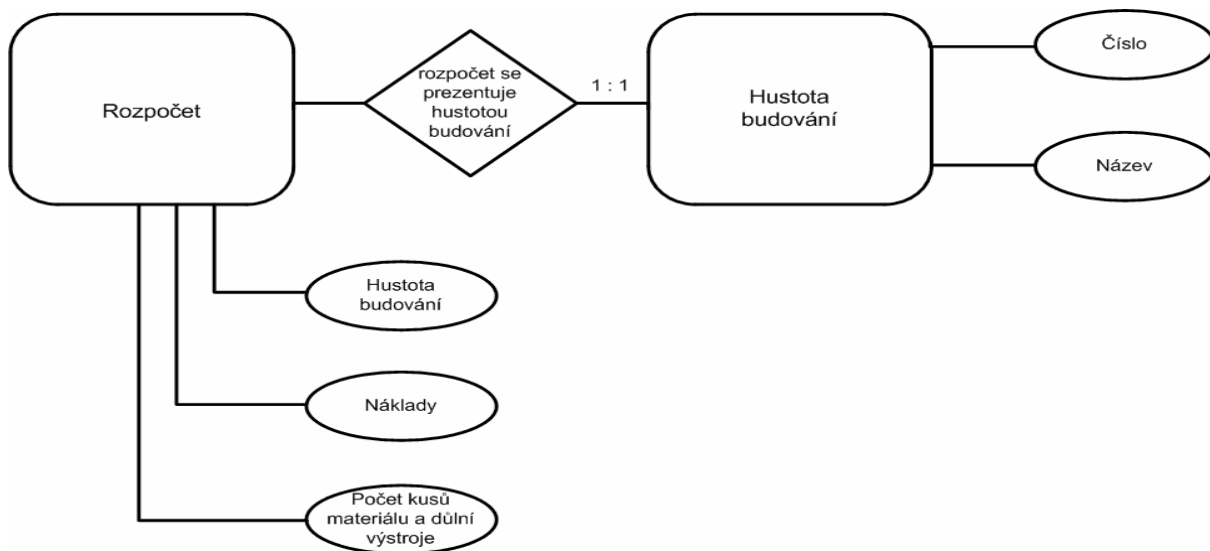 Rozpočet
rozpočet se
prezentuje
hustotou
budování
1 : 1
Hustota
budování
Číslo
Název
Hustota
budování
Náklady
Počet kusů
materiálu a důlní
výstroje